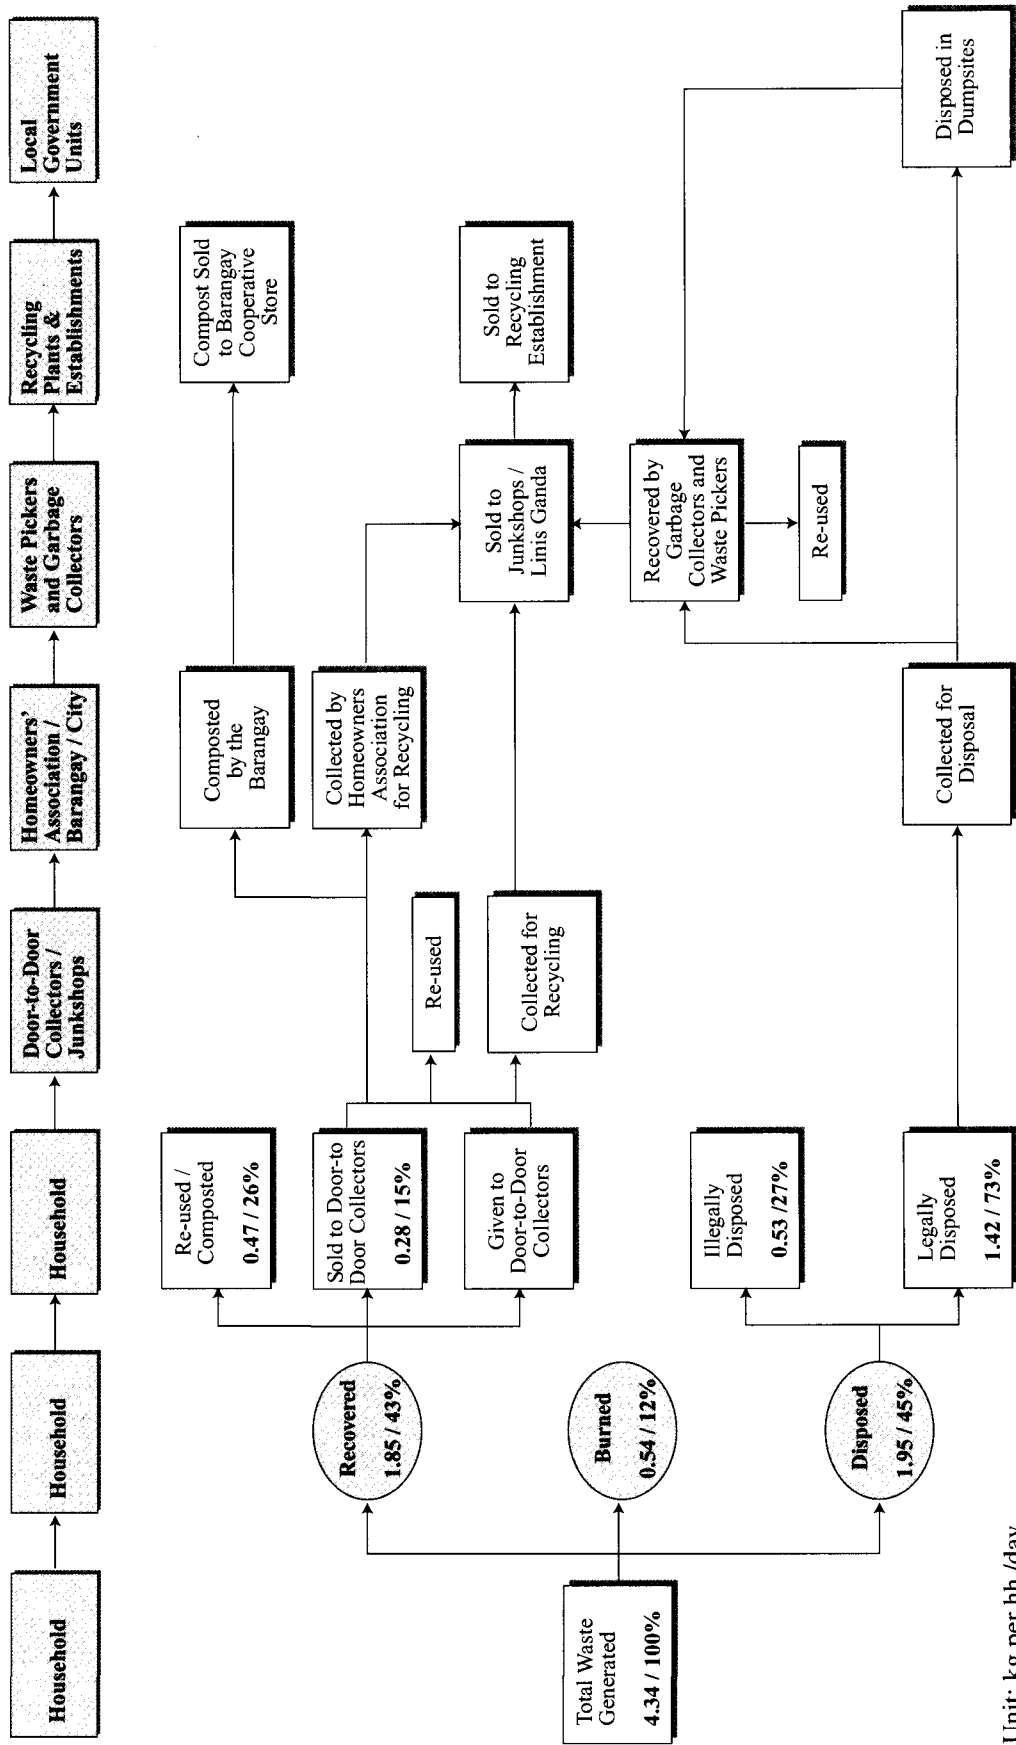 Household
Household
Household
Door-to-Door
Collectors /
Junkshops
Homeowners'
Association /
Barangay / City
Waste Pickers
and Garbage
Collectors
Recycling
Plants &
Establishments
Local
Government
Units
Total Waste
Generated
4.34 / 100%
Recovered
1.85 / 43%
Burned
0.54 / 12%
Disposed
1.95 / 45%
Re-used /
Composted
0.47 / 26%
Sold to Door-to
Door Collectors
0.28 / 15%
Given to
Door-to-Door
Collectors
Illegally
Disposed
0.53 /27%
Legally
Disposed
1.42 / 73%
Re-used
Collected for
Recycling
Composted
by the
Barangay
Collected by
Homeowners
Association
for Recycling
Collected for
Disposal
Sold to
Junkshops /
Linis Ganda
Recovered by
Garbage
Collectors and
Waste Pickers
Re-used
Compost Sold
to Barangay
Cooperative
Store
Sold to
Recycling
Establishment
Disposed in
Dumpsites
Unit: kg per hh /day